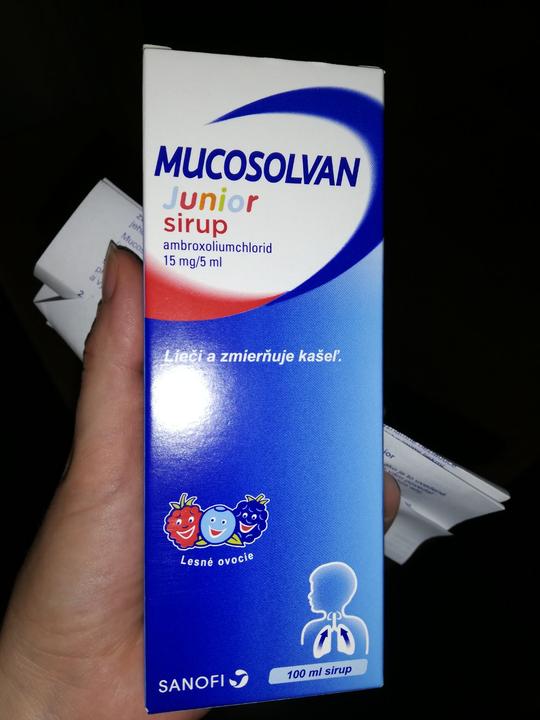 MUCOSOLVAN
Junior
sirup
ambroxoliumchlorid
15 mg/5 ml
Lieči a zmierňuje kašeľ.
Lesné ovocie
SANOFI
100 ml sirup